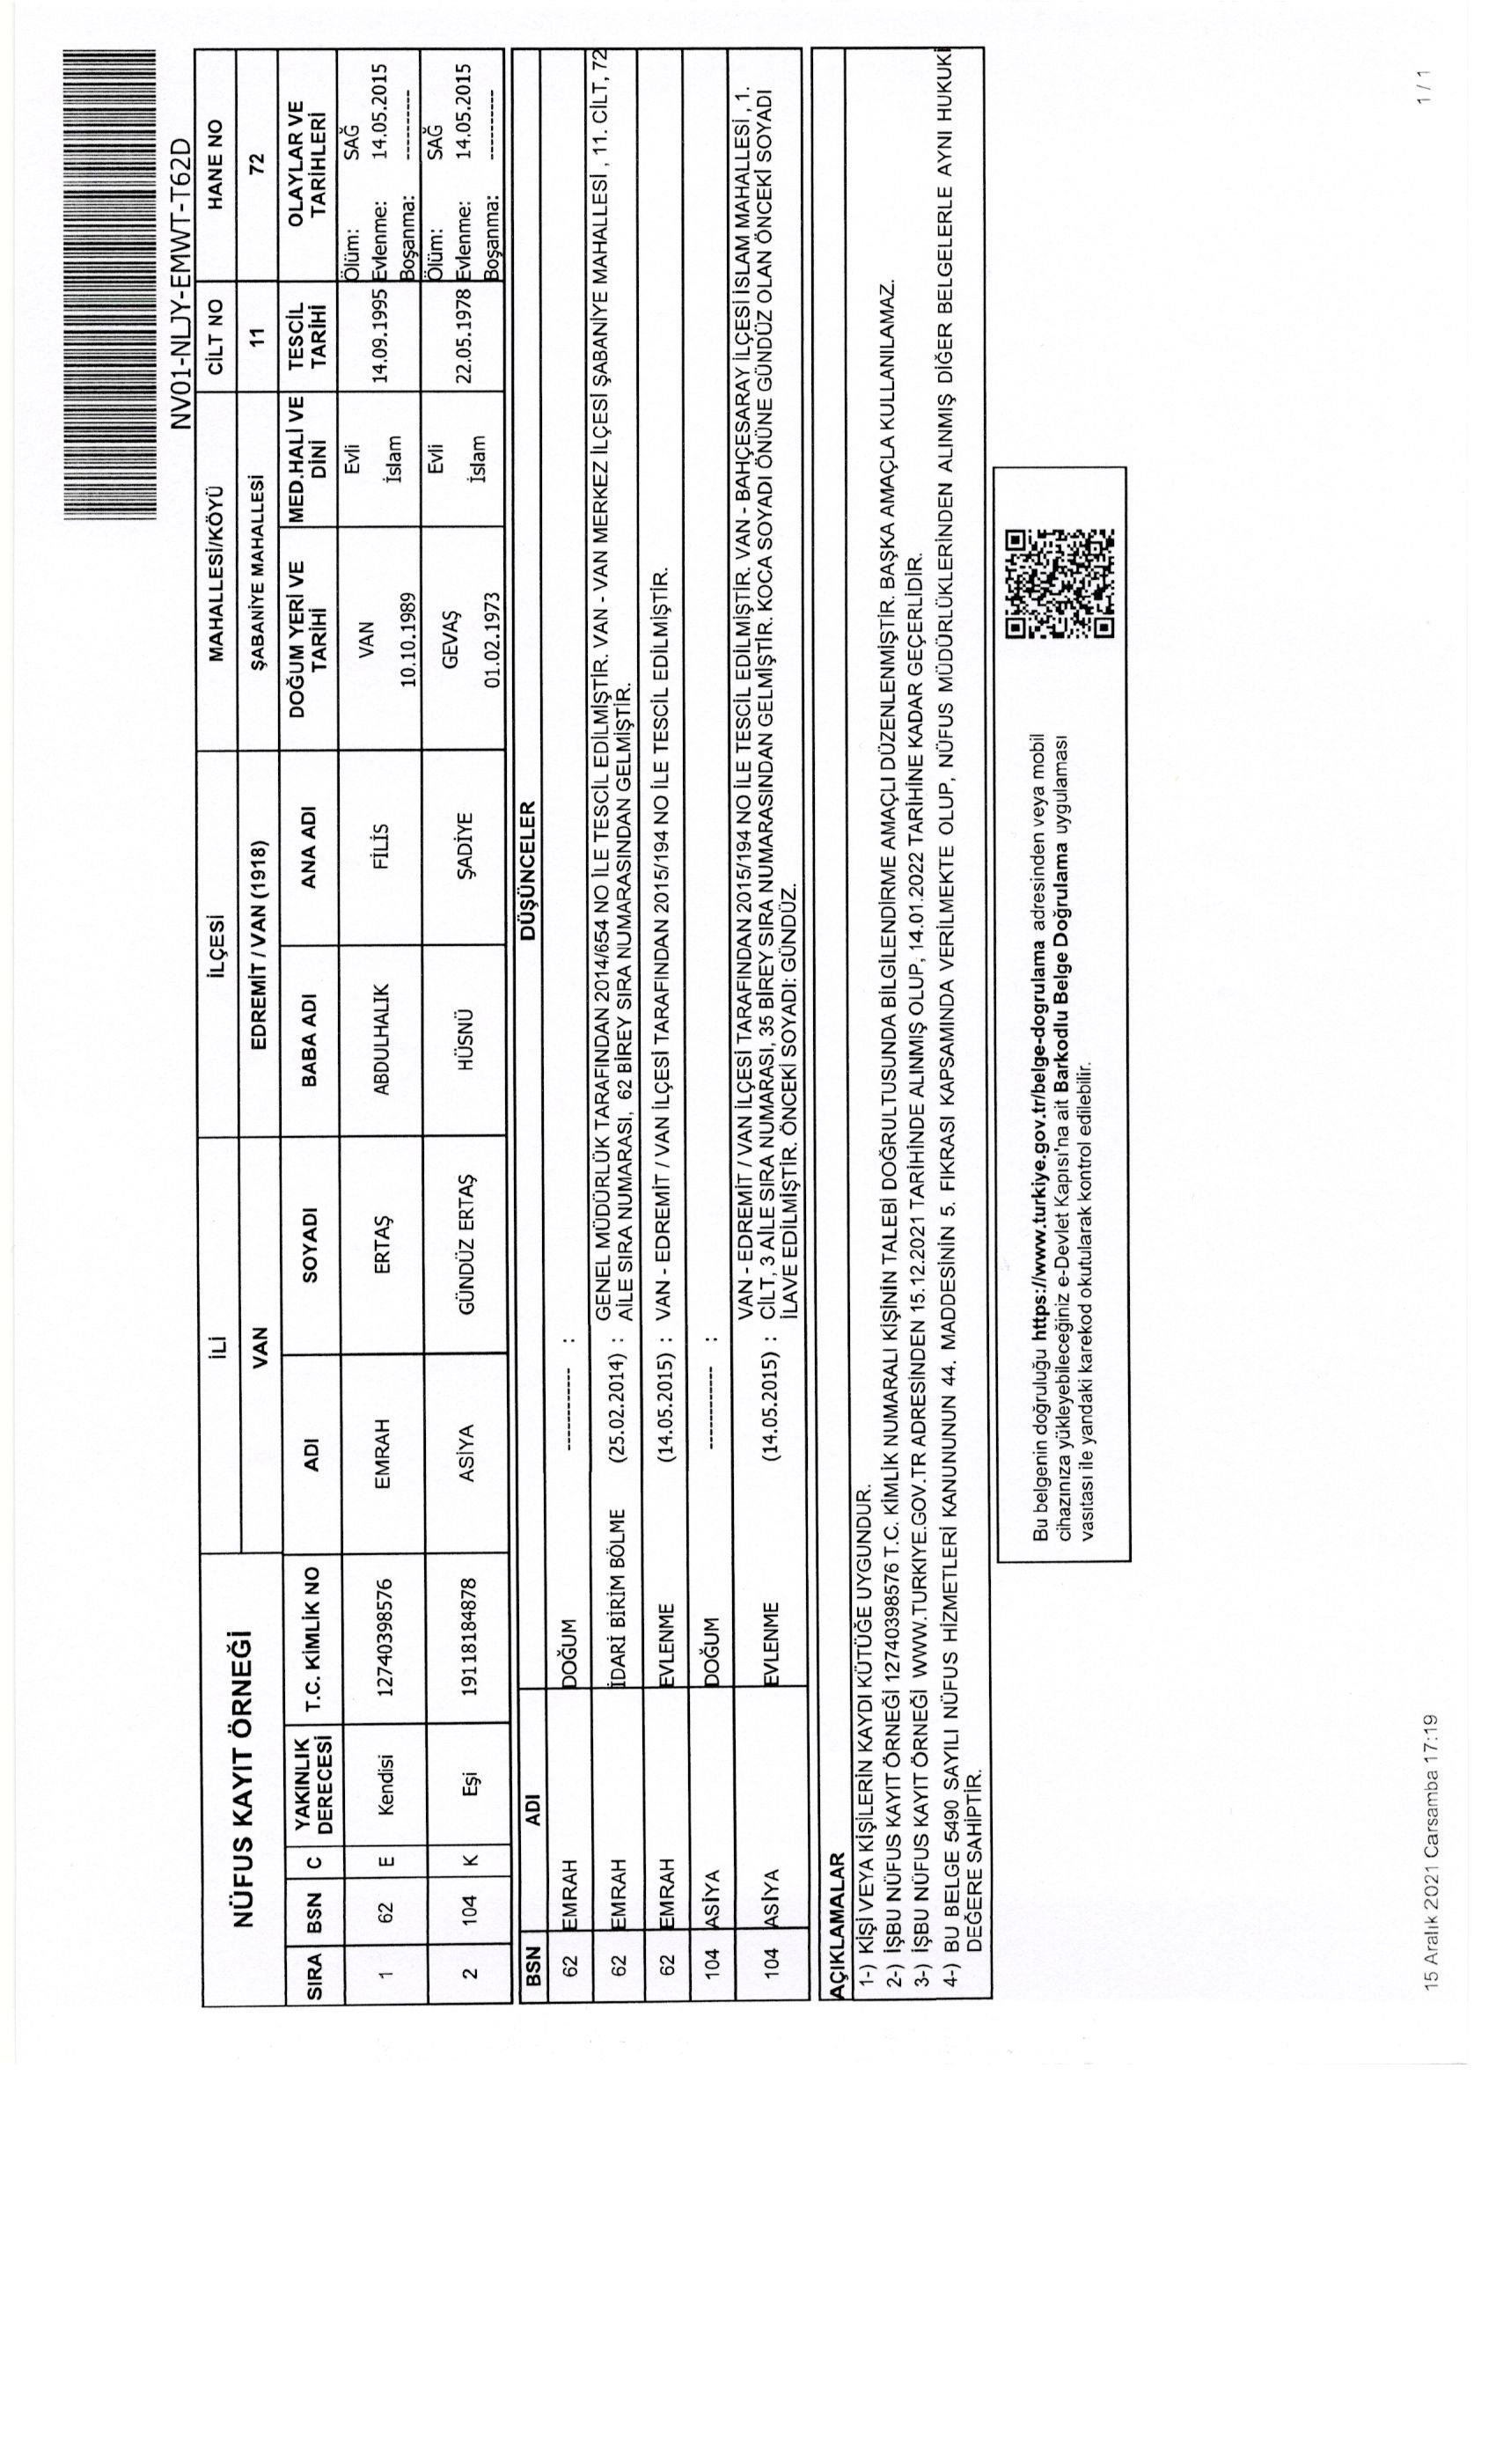 NV01-NLJY-EMWT-T62D
NÜFUS KAYIT ÖRNEĞİ
İLİ İLÇESİ MAHALLESİ/KÖYÜ CİLT NO HANE NO
VAN EDREMİT / VAN (1918) ŞABANİYE MAHALLESİ 11 72
SIRA BSN C YAKINLIK DERECESİ T.C. KİMLİK NO ADI SOYADI BABA ADI ANA ADI DOĞUM YERİ VE TARİHİ MED.HALİ VE DİNİ TESCİL TARİHİ OLAYLAR VE TARİHLERİ
1 62 E Kendisi 12740398576 EMRAH ERTAŞ ABDULHALIK FİLİS VAN 10.10.1989 Evli İslam 14.09.1995 Ölüm: SAĞ
Evlenme: 14.05.2015
Boşanma: ----------
2 104 K Eşi 19118184878 ASİYA GÜNDÜZ ERTAŞ HÜSNÜ ŞADİYE GEVAŞ 01.02.1973 Evli İslam 22.05.1978 Ölüm: SAĞ
Evlenme: 14.05.2015
Boşanma: ----------
BSN ADI DÜŞÜNCELER
62 EMRAH DOĞUM ------------ :
62 EMRAH İDARİ BİRİM BÖLME (25.02.2014) : GENEL MÜDÜRLÜK TARAFINDAN 2014/654 NO İLE TESCİL EDİLMİŞTİR. VAN - VAN MERKEZ İLÇESİ ŞABANİYE MAHALLESİ , 11. CİLT, 72
AİLE SIRA NUMARASI, 62 BİREY SIRA NUMARASINDAN GELMİŞTİR.
62 EMRAH EVLENME (14.05.2015) : VAN - EDREMİT / VAN İLÇESİ TARAFINDAN 2015/194 NO İLE TESCİL EDİLMİŞTİR.
104 ASİYA DOĞUM ------------ :
104 ASİYA EVLENME (14.05.2015) : VAN - EDREMİT / VAN İLÇESİ TARAFINDAN 2015/194 NO İLE TESCİL EDİLMİŞTİR. VAN - BAHÇESARAY İLÇESİ İSLAM MAHALLESİ , 1.
CİLT, 3 AİLE SIRA NUMARASI, 35 BİREY SIRA NUMARASINDAN GELMİŞTİR. KOCA SOYADI ÖNÜNE GÜNDÜZ OLAN ÖNCEKİ SOYADI
İLAVE EDİLMİŞTİR. ÖNCEKİ SOYADI: GÜNDÜZ.
AÇIKLAMALAR
1-) KİŞİ VEYA KİŞİLERİN KAYDI KÜTÜĞE UYGUNDUR.
2-) İŞBU NÜFUS KAYIT ÖRNEĞİ 12740398576 T.C. KİMLİK NUMARALI KİŞİNİN TALEBİ DOĞRULTUSUNDA BİLGİLENDİRME AMAÇLI DÜZENLENMİŞTİR. BAŞKA AMAÇLA KULLANILAMAZ.
3-) İŞBU NÜFUS KAYIT ÖRNEĞİ WWW.TURKIYE.GOV.TR ADRESİNDEN 15.12.2021 TARİHİNDE ALINMIŞ OLUP, 14.01.2022 TARİHİNE KADAR GEÇERLİDİR.
4-) BU BELGE 5490 SAYILI NÜFUS HİZMETLERİ KANUNUNUN 44. MADDESİNİN 5. FIKRASI KAPSAMINDA VERİLMEKTE OLUP, NÜFUS MÜDÜRLÜKLERİNDEN ALINMIŞ DİĞER BELGELERLE AYNI HUKUKİ
DEĞERE SAHİPTİR.
Bu belgenin doğruluğu https://www.turkiye.gov.tr/belge-dogrulama adresinden veya mobil
cihazınıza yükleyebileceğiniz e-Devlet Kapısı'na ait Barkodlu Belge Doğrulama uygulaması
vasıtası ile yandaki karekod okutularak kontrol edilebilir.
15 Aralık 2021 Carsamba 17:19
1 / 1